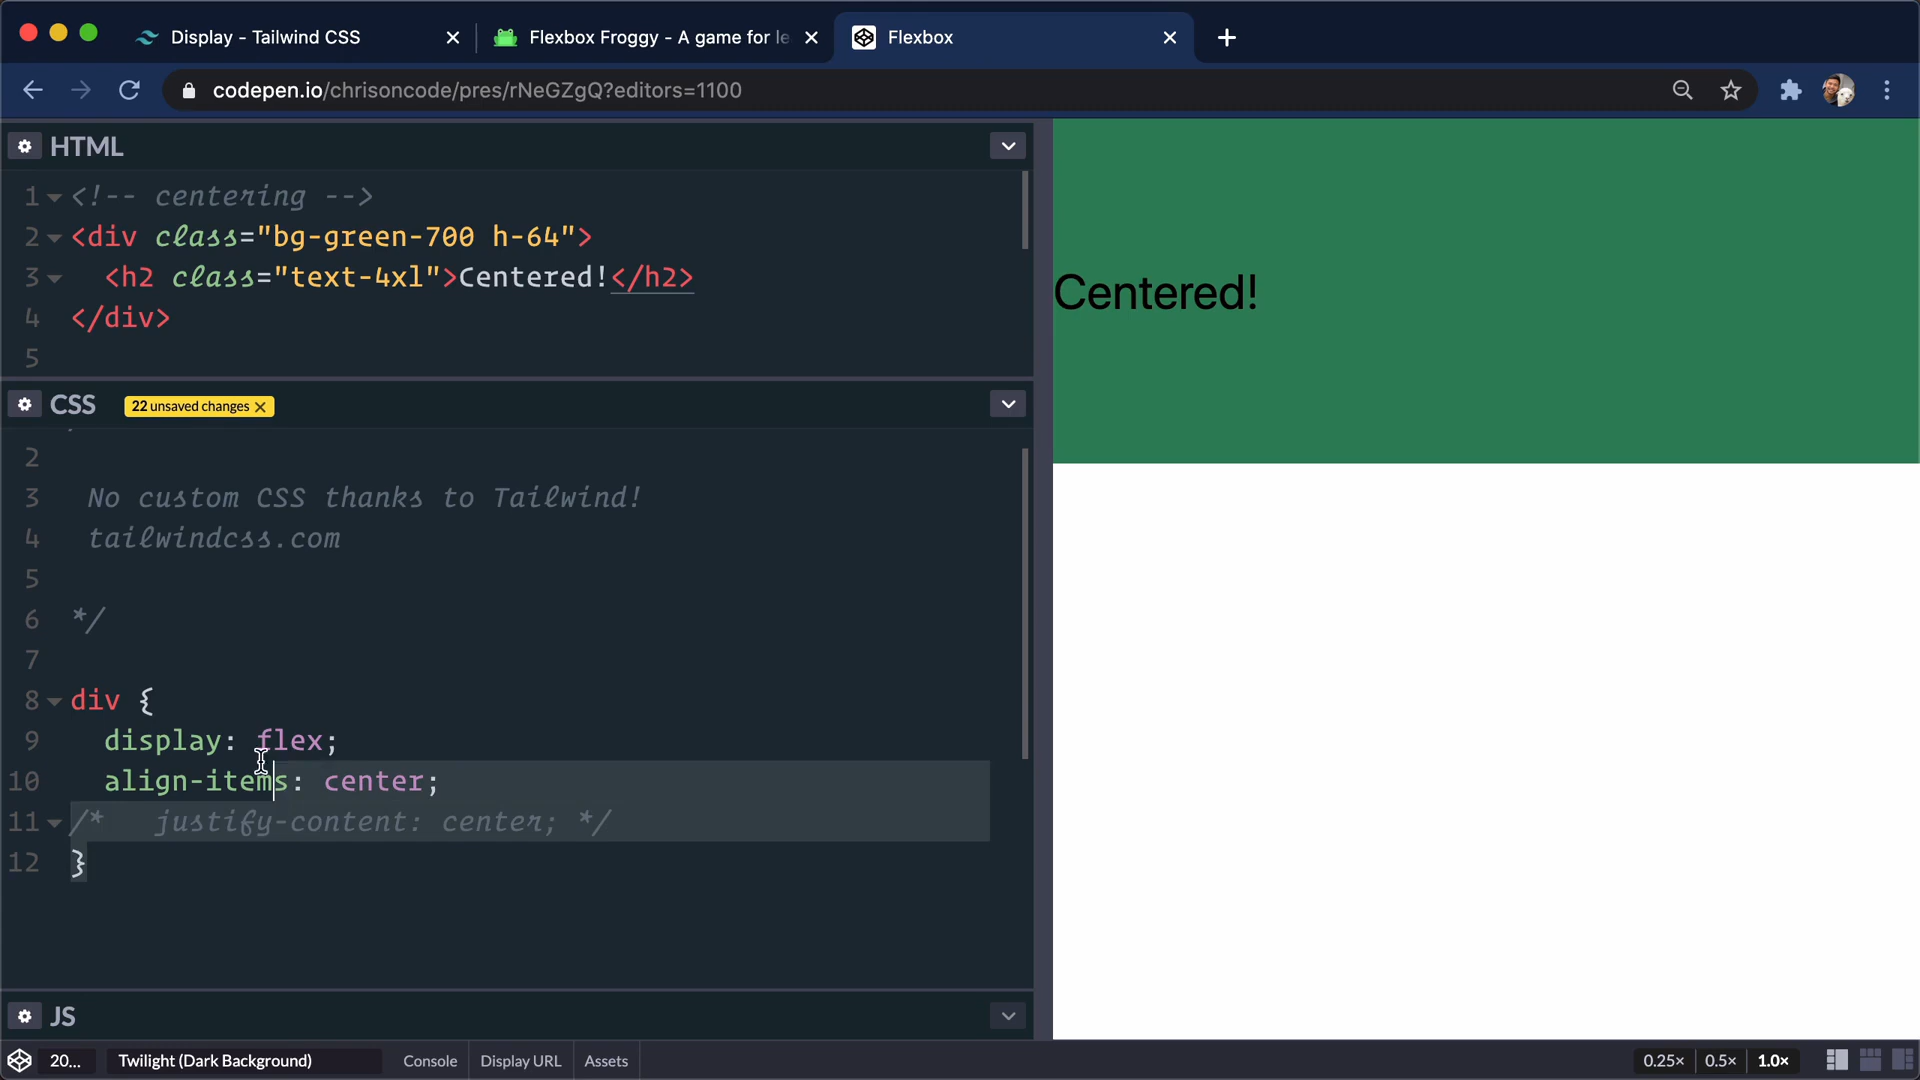 Display - Tailwind CSS
Flexbox Froggy - A game for le
Flexbox
codepen.io/chrisoncode/pres/rNeGZgQ?editors=1100
HTML
1 <!-- centering -->
2 <div class="bg-green-700 h-64">
3 <h2 class="text-4xl">Centered!</h2>
4 </div>
5
CSS 22 unsaved changes
2
3 No custom CSS thanks to Tailwind!
4 tailwindcss.com
5
6 */
7
8 div {
9 display: flex;
10 align-items: center;
11 /* justify-content: center; */
12 }
JS
20... Twilight (Dark Background) Console Display URL Assets
Centered!
0.25× 0.5× 1.0×